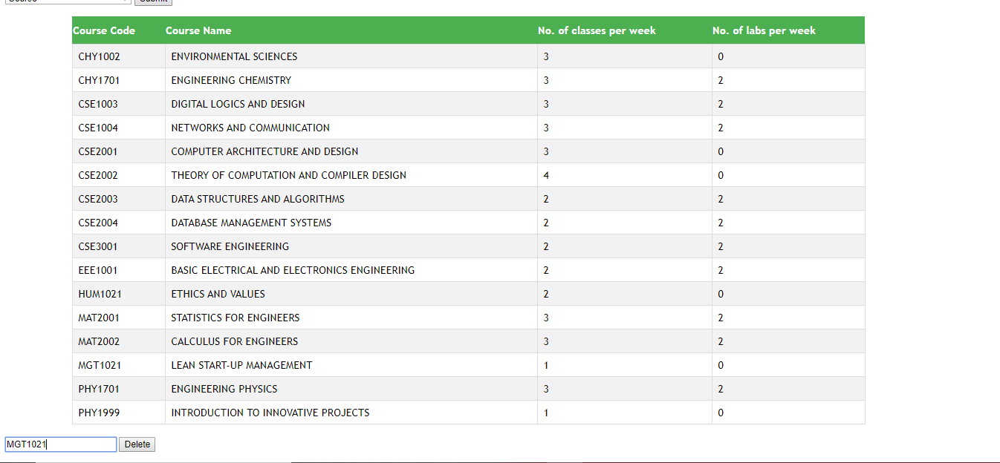 Course Submit
Course Code Course Name No. of classes per week No. of labs per week
CHY1002 ENVIRONMENTAL SCIENCES 3 0
CHY1701 ENGINEERING CHEMISTRY 3 2
CSE1003 DIGITAL LOGICS AND DESIGN 3 2
CSE1004 NETWORKS AND COMMUNICATION 3 2
CSE2001 COMPUTER ARCHITECTURE AND DESIGN 3 0
CSE2002 THEORY OF COMPUTATION AND COMPILER DESIGN 4 0
CSE2003 DATA STRUCTURES AND ALGORITHMS 2 2
CSE2004 DATABASE MANAGEMENT SYSTEMS 2 2
CSE3001 SOFTWARE ENGINEERING 2 2
EEE1001 BASIC ELECTRICAL AND ELECTRONICS ENGINEERING 2 2
HUM1021 ETHICS AND VALUES 2 0
MAT2001 STATISTICS FOR ENGINEERS 3 2
MAT2002 CALCULUS FOR ENGINEERS 3 2
MGT1021 LEAN START-UP MANAGEMENT 1 0
PHY1701 ENGINEERING PHYSICS 3 2
PHY1999 INTRODUCTION TO INNOVATIVE PROJECTS 1 0
MGT1021 Delete